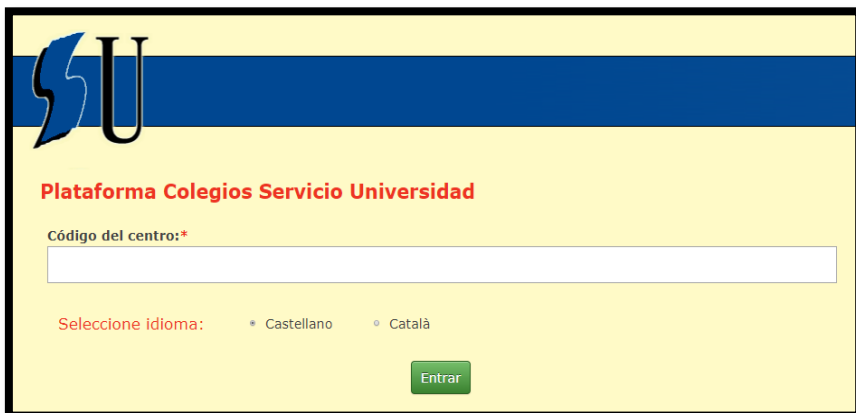 SU
Plataforma Colegios Servicio Universidad
Código del centro:*
Seleccione idioma: Castellano Català
Entrar